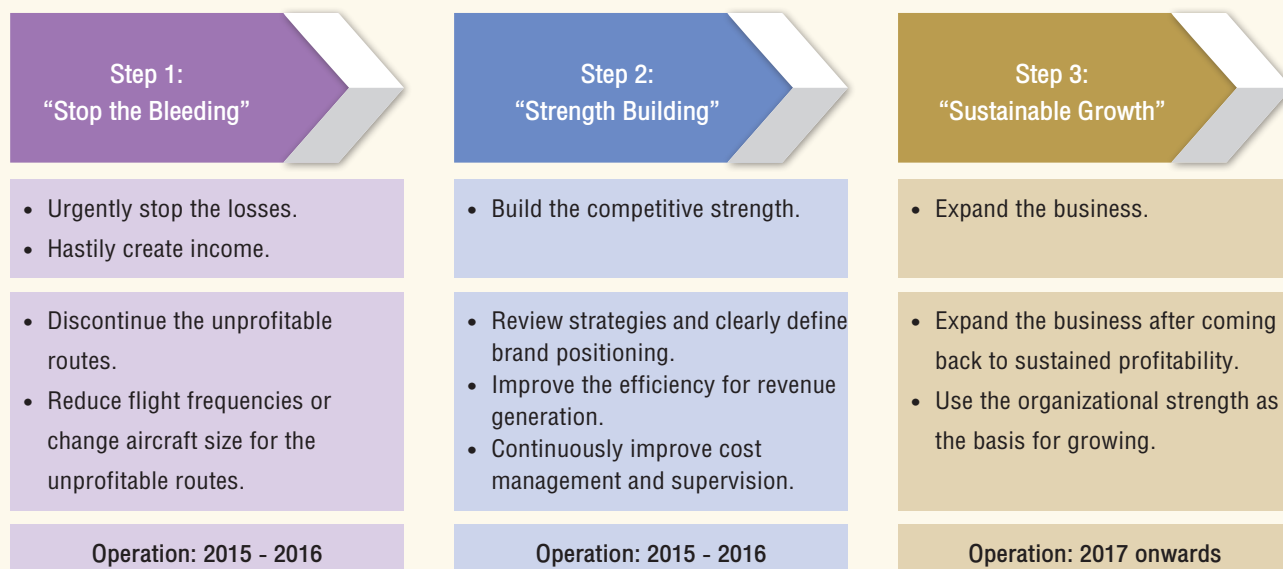 Step 1:
“Stop the Bleeding”
• Urgently stop the losses.
• Hastily create income.
• Discontinue the unprofitable
routes.
• Reduce flight frequencies or
change aircraft size for the
unprofitable routes.
Operation: 2015 - 2016
Step 2:
“Strength Building”
• Build the competitive strength.
• Review strategies and clearly define
brand positioning.
• Improve the efficiency for revenue
generation.
• Continuously improve cost
management and supervision.
Operation: 2015 - 2016
Step 3:
“Sustainable Growth”
• Expand the business.
• Expand the business after coming
back to sustained profitability.
• Use the organizational strength as
the basis for growing.
Operation: 2017 onwards